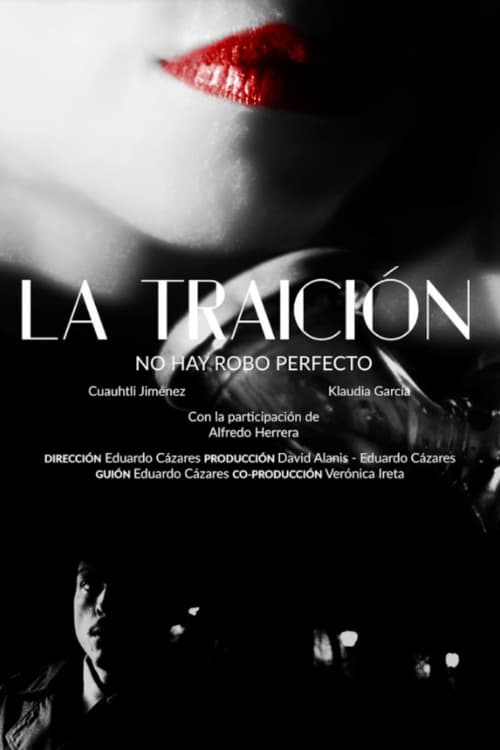 LA TRAICIÓN
NO HAY ROBO PERFECTO
Cuauhtli Jiménez Klaudia García
Con la participación de
Alfredo Herrera
DIRECCIÓN Eduardo Cázares PRODUCCIÓN David Alanis - Eduardo Cázares
GUIÓN Eduardo Cázares CO-PRODUCCIÓN Verónica Ireta